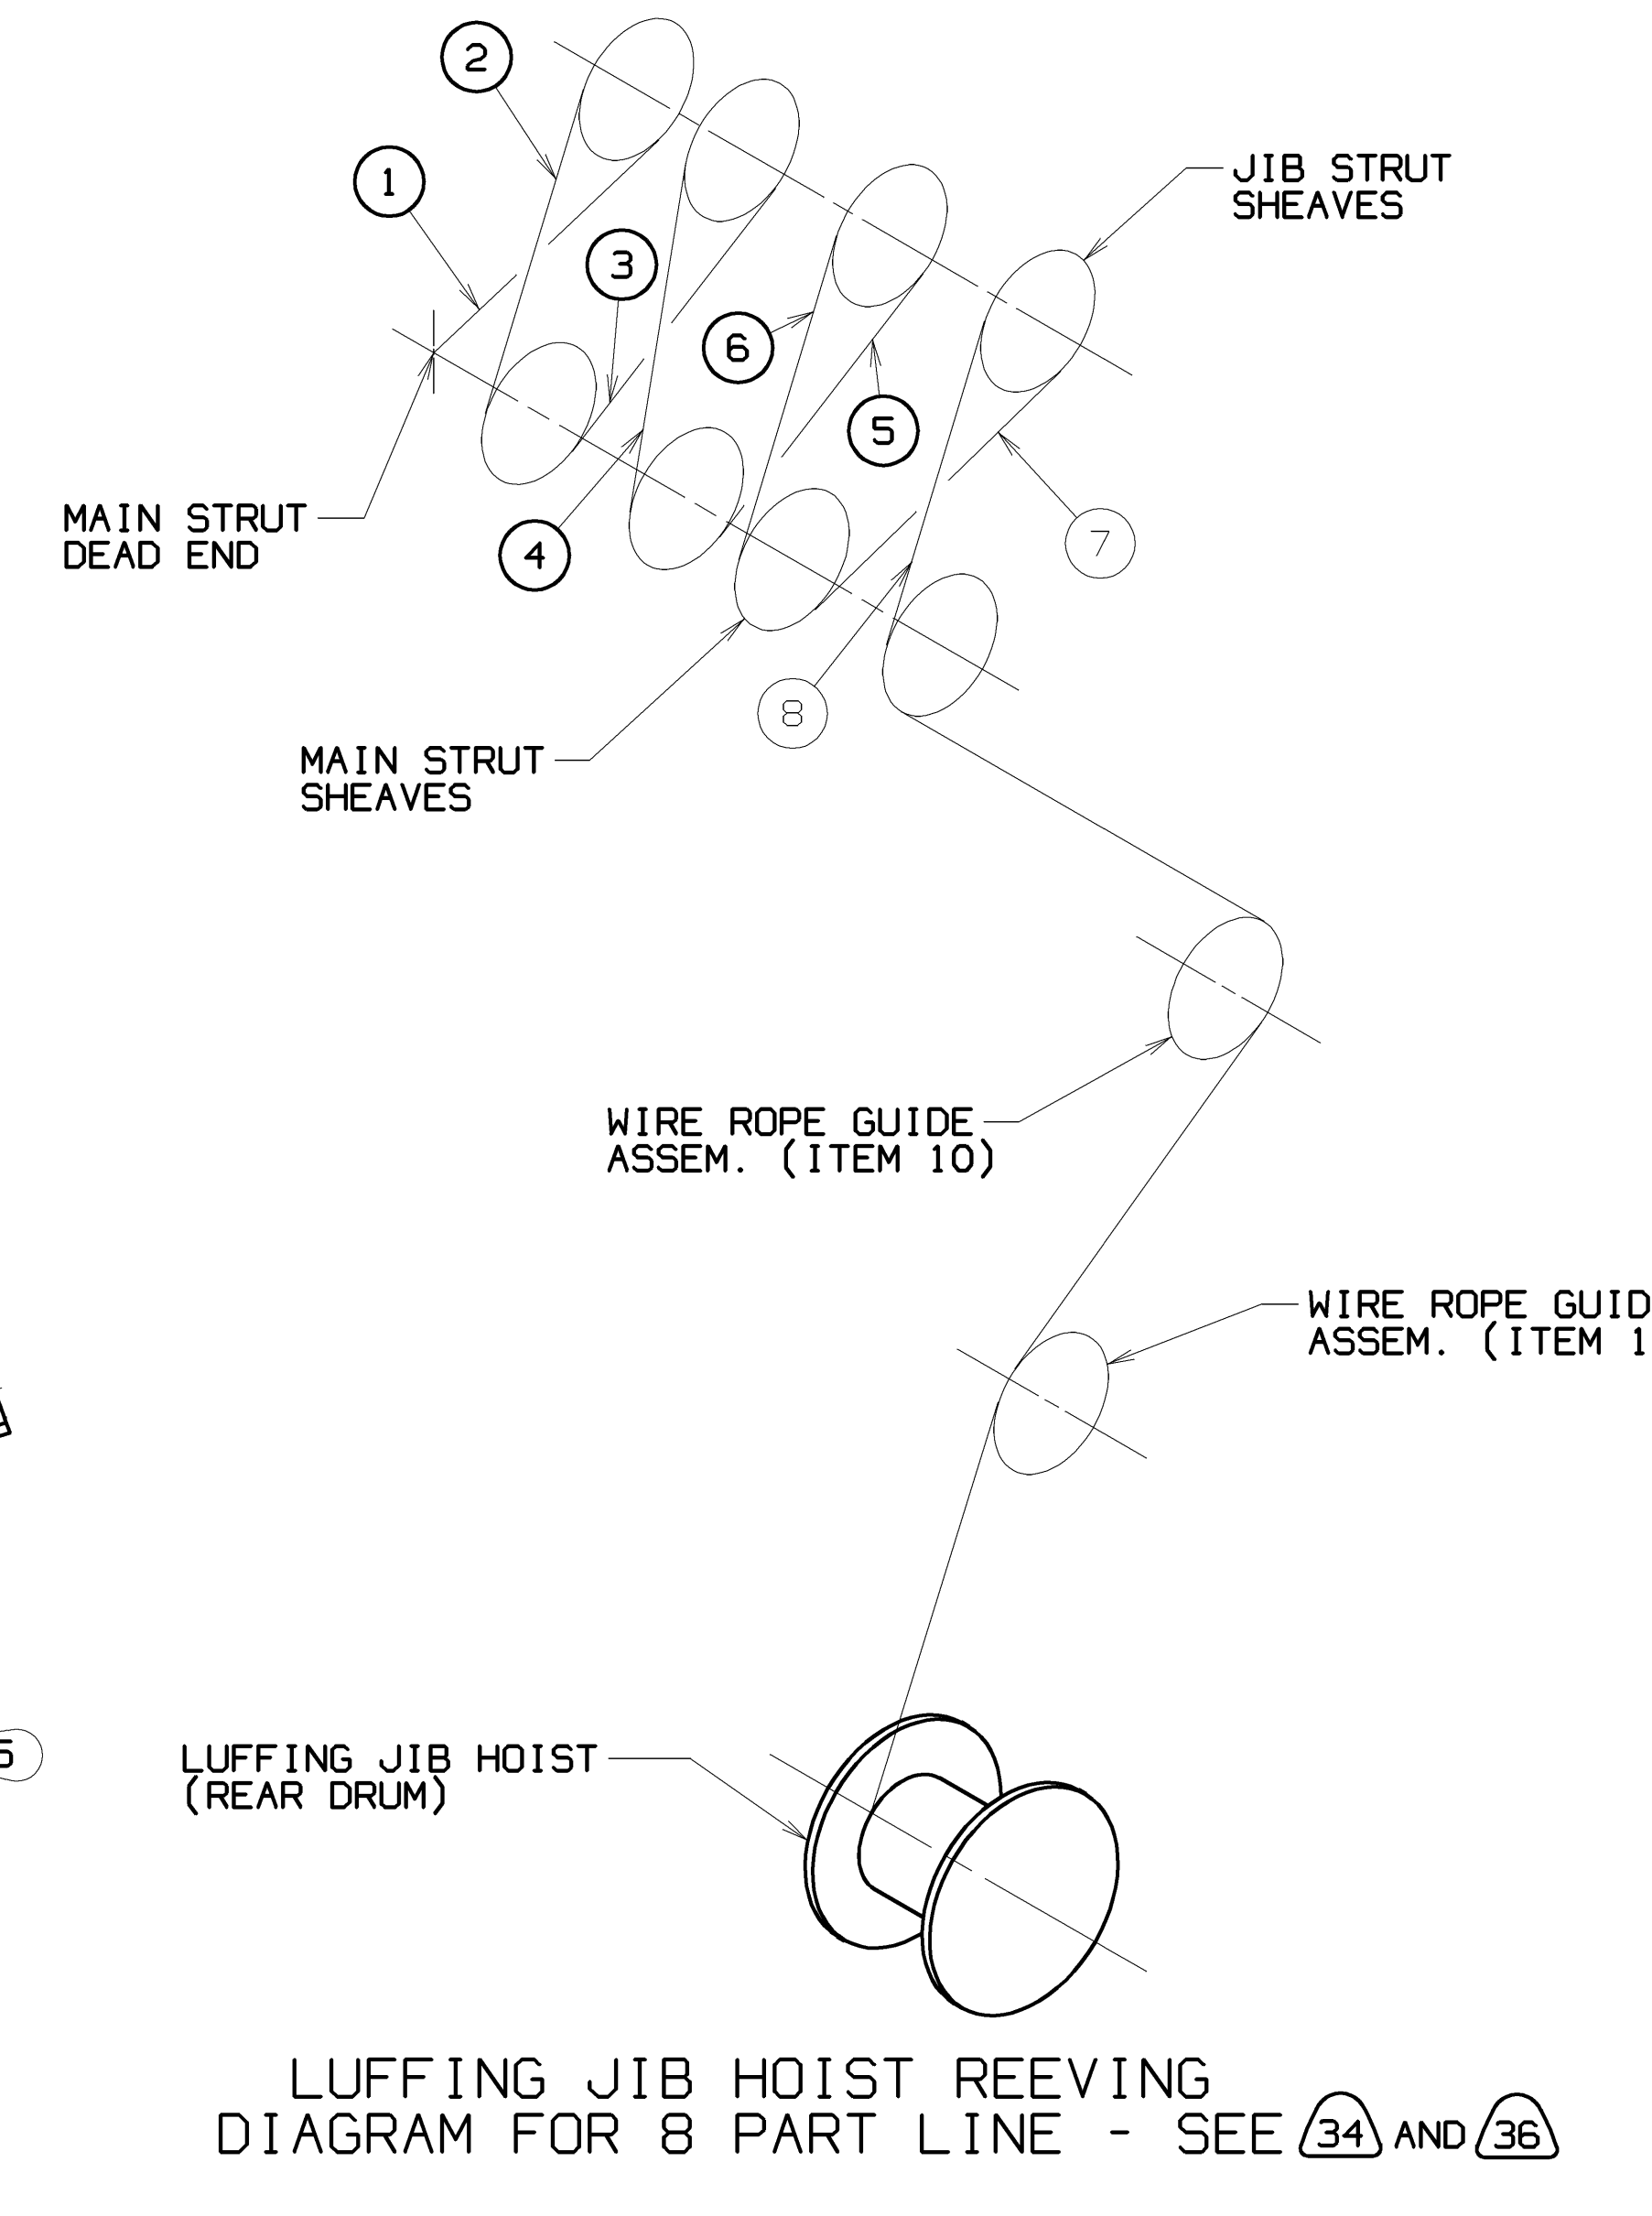 2
1
JIB STRUT
SHEAVES
3
6
5
MAIN STRUT
DEAD END
4
7
8
MAIN STRUT
SHEAVES
WIRE ROPE GUIDE
ASSEM. (ITEM 10)
WIRE ROPE GUID
ASSEM. (ITEM 1
5
LUFFING JIB HOIST
(REAR DRUM)
LUFFING JIB HOIST REEVING
DIAGRAM FOR 8 PART LINE - SEE 34 AND 36